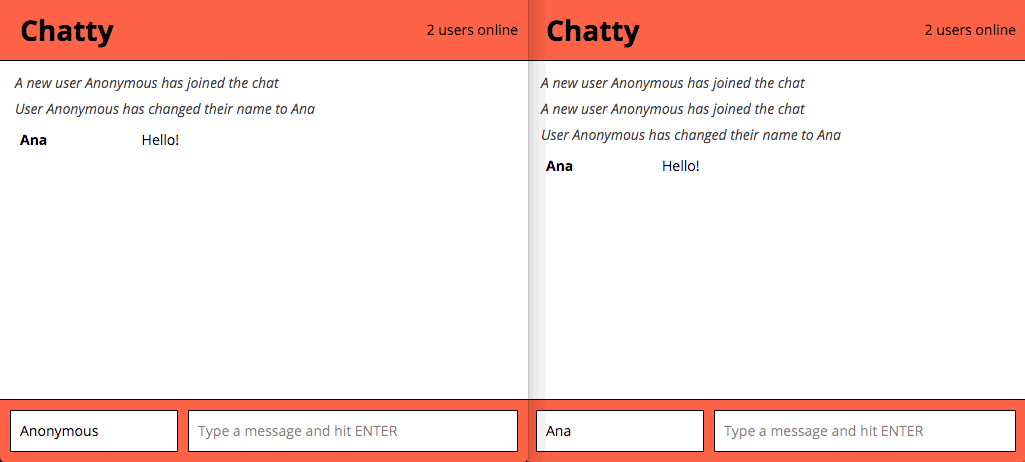 Chatty
2 users online
A new user Anonymous has joined the chat
User Anonymous has changed their name to Ana
Ana Hello!
Anonymous
Type a message and hit ENTER
Chatty
2 users online
A new user Anonymous has joined the chat
A new user Anonymous has joined the chat
User Anonymous has changed their name to Ana
Ana Hello!
Ana
Type a message and hit ENTER